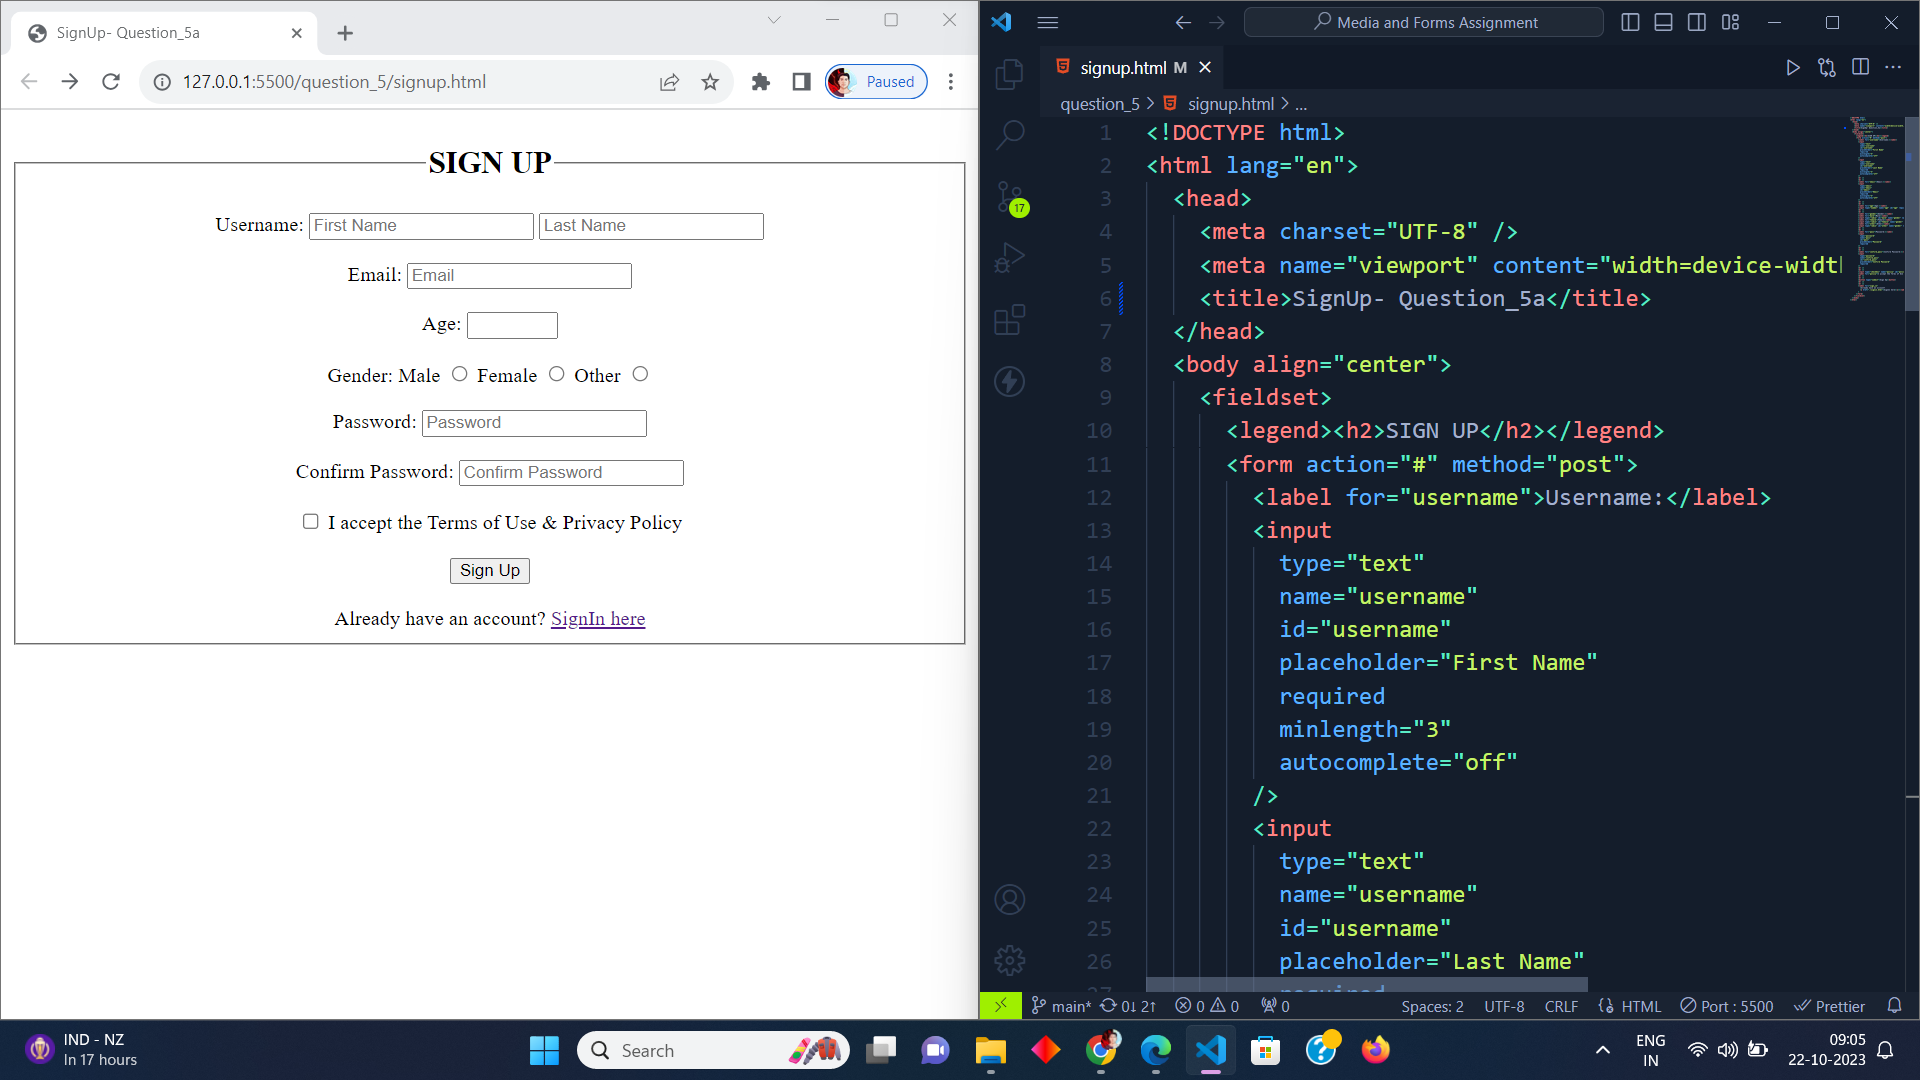 SignUp- Question_5a
127.0.0.1:5500/question_5/signup.html
Paused
SIGN UP
Username: First Name Last Name
Email: Email
Age:
Gender: Male Female Other
Password: Password
Confirm Password: Confirm Password
I accept the Terms of Use & Privacy Policy
Sign Up
Already have an account? SignIn here
Media and Forms Assignment
signup.html M
question_5 > signup.html > ...
17
1 <!DOCTYPE html>
2 <html lang="en">
3 <head>
4 <meta charset="UTF-8" />
5 <meta name="viewport" content="width=device-widt
6 <title>SignUp- Question_5a</title>
7 </head>
8 <body align="center">
9 <fieldset>
10 <legend><h2>SIGN UP</h2></legend>
11 <form action="#" method="post">
12 <label for="username">Username:</label>
13 <input
14 type="text"
15 name="username"
16 id="username"
17 placeholder="First Name"
18 required
19 minlength="3"
20 autocomplete="off"
21 />
22 <input
23 type="text"
24 name="username"
25 id="username"
26 placeholder="Last Name"
27 required
main* 0↓ 2↑ 0 0 0 Spaces: 2 UTF-8 CRLF HTML Port : 5500 Prettier
IND - NZ
In 17 hours
Search
ENG
IN
09:05
22-10-2023